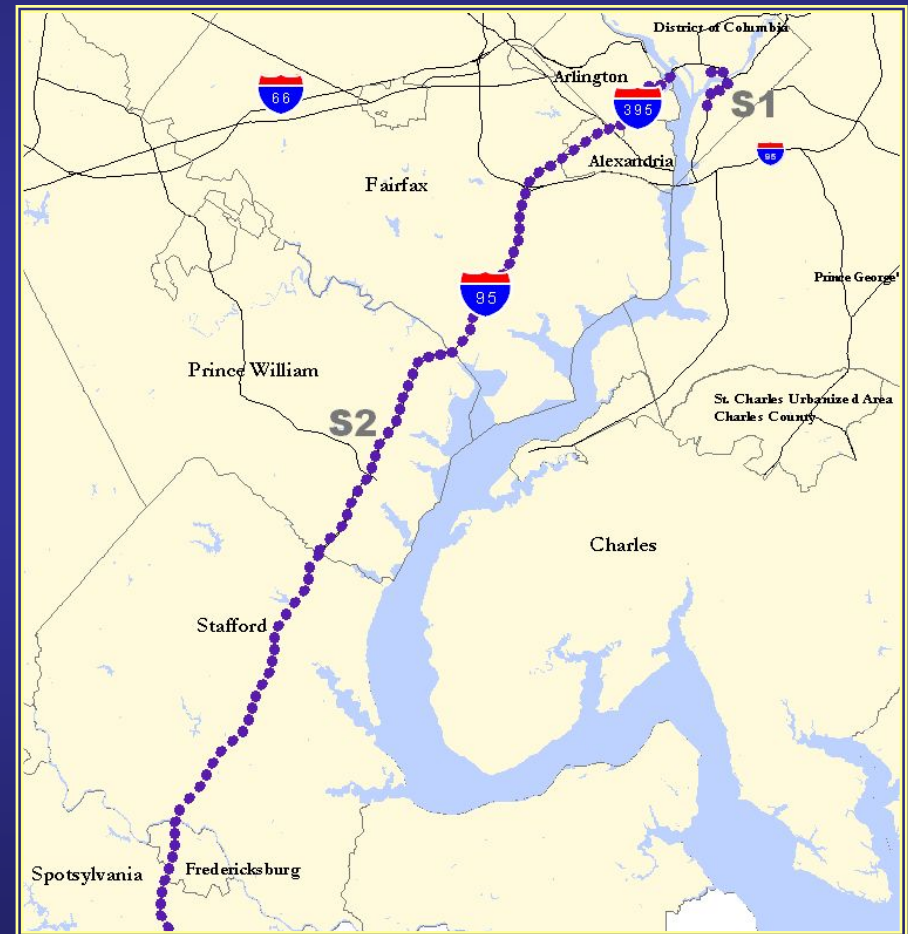 District of Columbia
Arlington
66
395
S1
Alexandria
95
Fairfax
Prince George'
95
Prince William
St. Charles Urbanized Area
Charles County
S2
Charles
Stafford
Spotsylvania
Fredericksburg